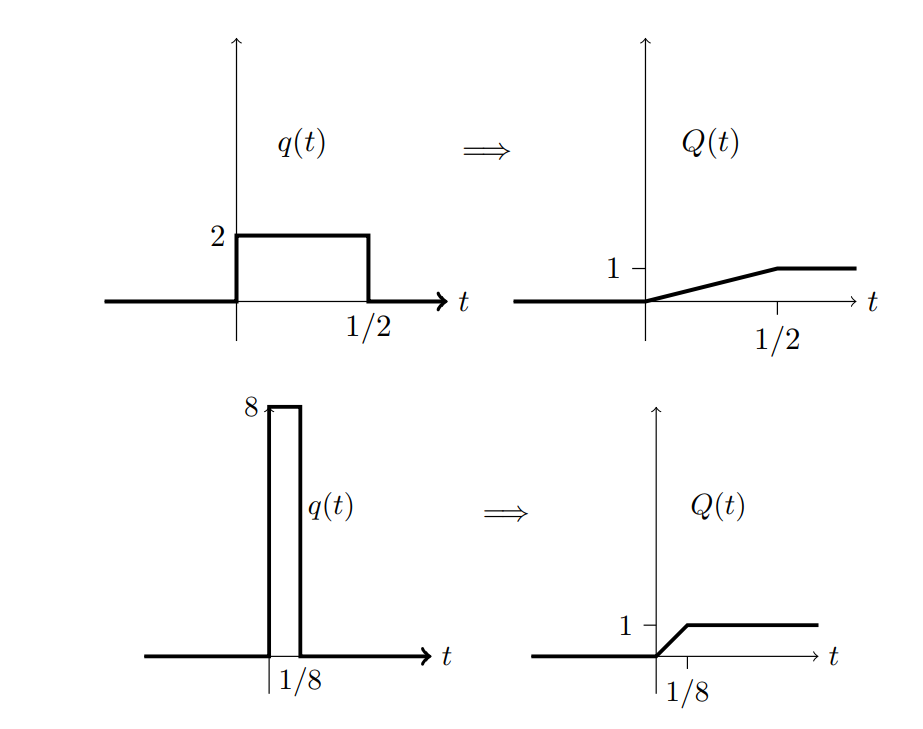 q(t) ⟹ Q(t)
2
1
t t
1/2 1/2
8
q(t) ⟹ Q(t)
1
t t
1/8 1/8